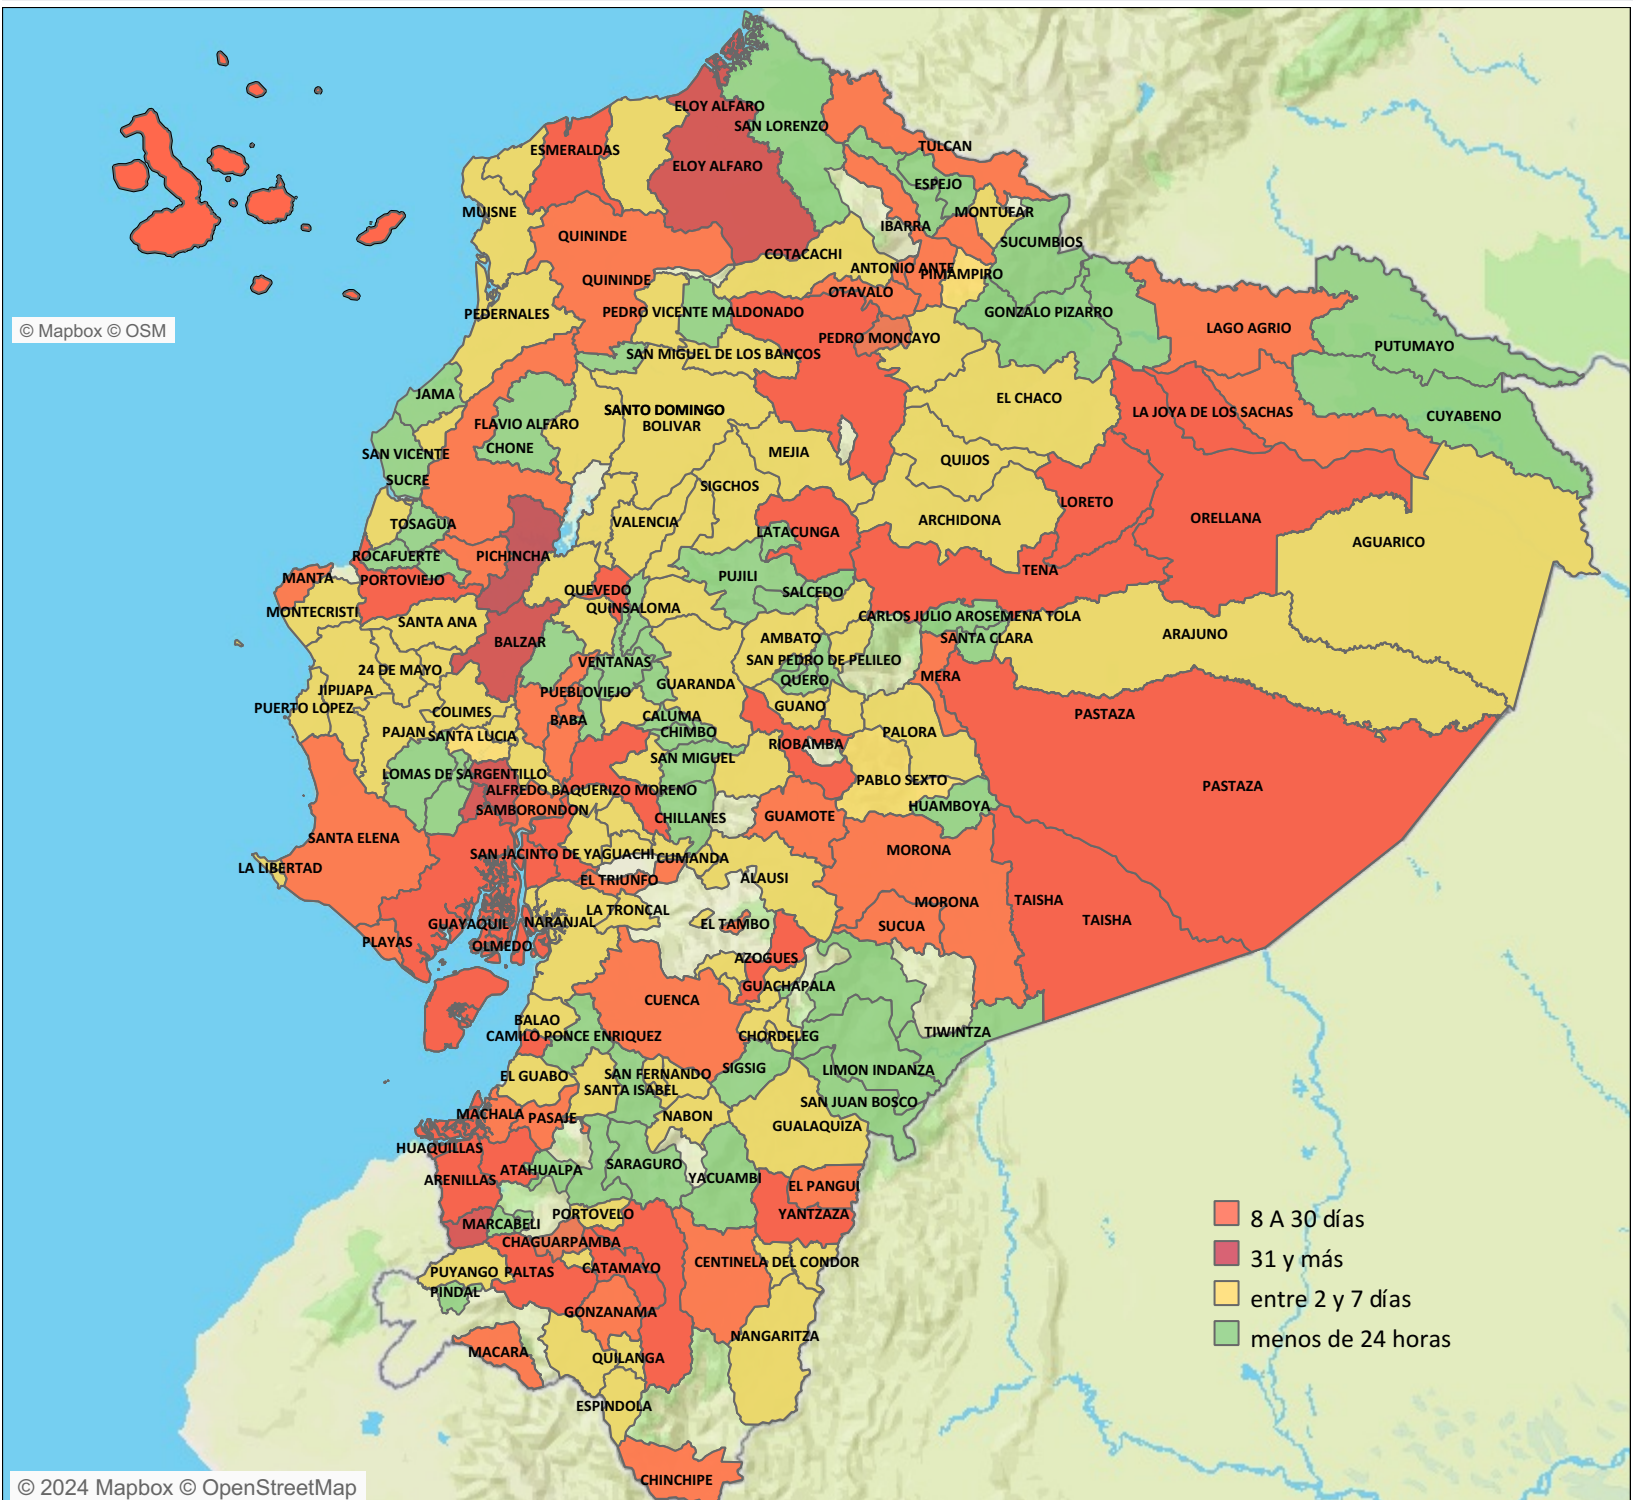 ELOY ALFARO
SAN LORENZO
ESMERALDAS
TULCAN
ELOY ALFARO
ESPEJO
MUISNE
MONTUFAR
IBARRA
QUININDE
SUCUMBIOS
COTACACHI
ANTONIO ANTE
PIMAMPIRO
QUININDE
OTAVALO
PEDERNALES
PEDRO VICENTE MALDONADO
GONZALO PIZARRO
© Mapbox © OSM
LAGO AGRIO
PEDRO MONCAYO
PUTUMAYO
SAN MIGUEL DE LOS BANCOS
JAMA
EL CHACO
SANTO DOMINGO
LA JOYA DE LOS SACHAS
CUYABENO
FLAVIO ALFARO
BOLIVAR
CHONE
SAN VICENTE
MEJIA
QUIJOS
SUCRE
SIGCHOS
LORETO
TOSAGUA
VALENCIA
ARCHIDONA
ORELLANA
LATACUNGA
AGUARICO
ROCAFUERTE
PICHINCHA
TENA
MANTA
PORTOVIEJO
PUJILI
QUEVEDO
SALCEDO
MONTECRISTI
QUINSALOMA
CARLOS JULIO AROSEMENA TOLA
SANTA ANA
BALZAR
AMBATO
SANTA CLARA
ARAJUNO
24 DE MAYO
VENTANAS
SAN PEDRO DE PELILEO
MERA
JIPIJAPA
PUEBLOVIEJO
GUARANDA
QUERO
PUERTO LOPEZ
COLIMES
GUANO
PASTAZA
BABA
CALUMA
PAJAN
SANTA LUCIA
CHIMBO
PALORA
RIOBAMBA
SAN MIGUEL
LOMAS DE SARGENTILLO
PABLO SEXTO
PASTAZA
ALFREDO BAQUERIZO MORENO
SAMBORONDON
HUAMBOYA
CHILLANES
GUAMOTE
SANTA ELENA
SAN JACINTO DE YAGUACHI
CUMANDA
MORONA
LA LIBERTAD
EL TRIUNFO
ALAUSI
MORONA
TAISHA
LA TRONCAL
GUAYAQUIL
NARANJAL
EL TAMBO
SUCUA
TAISHA
PLAYAS
OLMEDO
AZOGUES
GUACHAPALA
CUENCA
BALAO
CAMILO PONCE ENRIQUEZ
CHORDELEG
TIWINTZA
EL GUABO
SAN FERNANDO
SIGSIG
LIMON INDANZA
SANTA ISABEL
SAN JUAN BOSCO
MACHALA
PASAJE
NABON
GUALAQUIZA
HUAQUILLAS
ATAHUALPA
SARAGURO
ARENILLAS
YACUAMBI
EL PANGUI
MARCABELI
PORTOVELO
YANTZAZA
8 A 30 días
CHAGUARPAMBA
31 y más
PUYANGO
PALTAS
CATAMAYO
CENTINELA DEL CONDOR
PINDAL
entre 2 y 7 días
GONZANAMA
NANGARITZA
menos de 24 horas
MACARA
QUILANGA
ESPINDOLA
CHINCHIPE
© 2024 Mapbox © OpenStreetMap